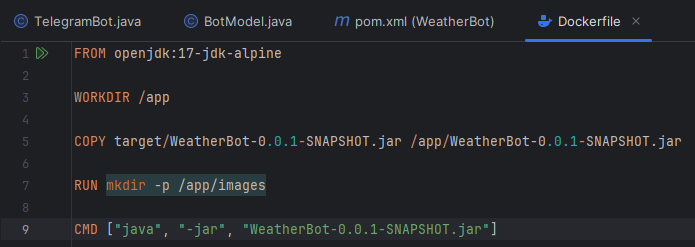 TelegramBot.java BotModel.java pom.xml (WeatherBot) Dockerfile
1 FROM openjdk:17-jdk-alpine
2
3 WORKDIR /app
4
5 COPY target/WeatherBot-0.0.1-SNAPSHOT.jar /app/WeatherBot-0.0.1-SNAPSHOT.jar
6
7 RUN mkdir -p /app/images
8
9 CMD ["java", "-jar", "WeatherBot-0.0.1-SNAPSHOT.jar"]